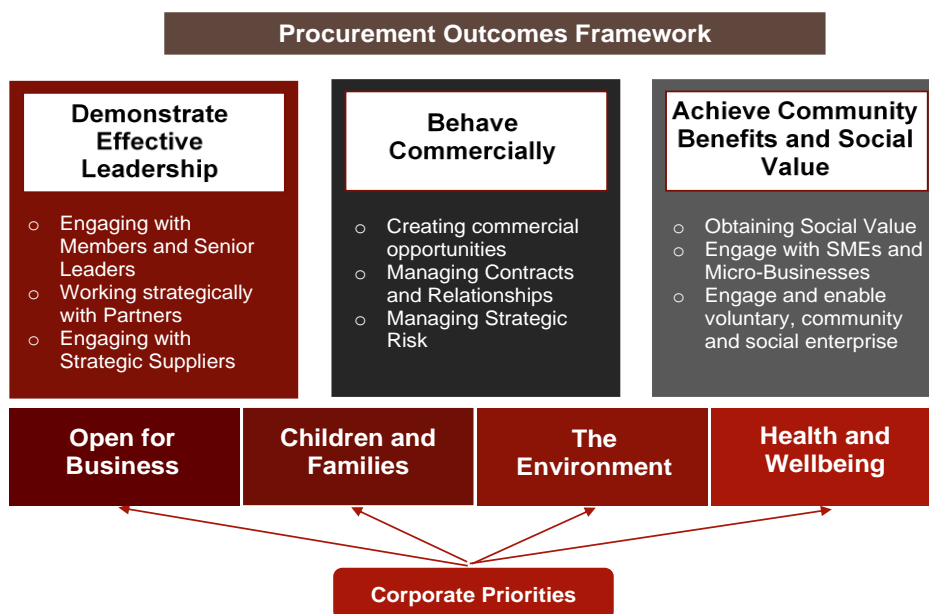 Procurement Outcomes Framework
Demonstrate
Effective
Leadership
o Engaging with
Members and Senior
Leaders
o Working strategically
with Partners
o Engaging with
Strategic Suppliers
Behave
Commercially
o Creating commercial
opportunities
o Managing Contracts
and Relationships
o Managing Strategic
Risk
Achieve Community
Benefits and Social
Value
o Obtaining Social Value
o Engage with SMEs and
Micro-Businesses
o Engage and enable
voluntary, community
and social enterprise
Open for
Business
Children and
Families
The
Environment
Health and
Wellbeing
Corporate Priorities